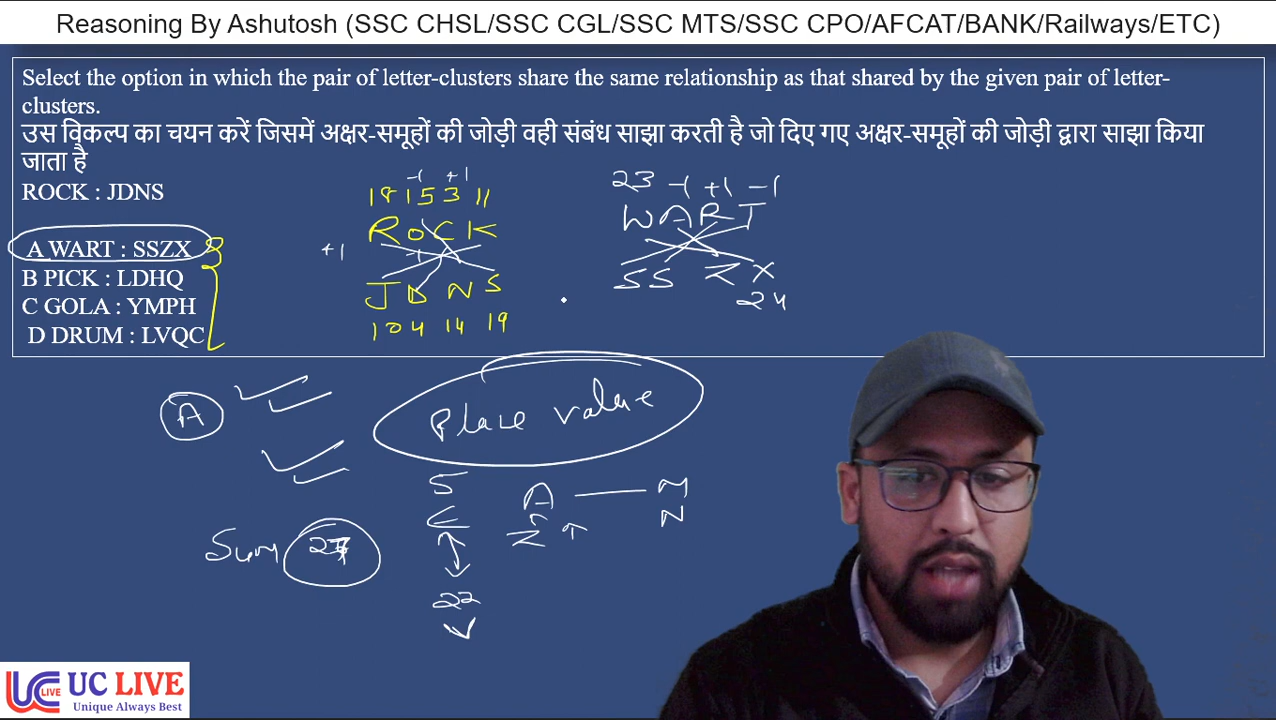 Reasoning By Ashutosh (SSC CHSL/SSC CGL/SSC MTS/SSC CPO/AFCAT/BANK/Railways/ETC)
Select the option in which the pair of letter-clusters share the same relationship as that shared by the given pair of letter-
clusters.
उस विकल्प का चयन करें जिसमें अक्षर-समूहों की जोड़ी वही संबंध साझा करती है जो दिए गए अक्षर-समूहों की जोड़ी द्वारा साझा किया
जाता है
ROCK : JDNS
A WART : SSZX
B PICK : LDHQ
C GOLA : YMPH
D DRUM : LVQC
-1 +1
18 15 3 11
ROCK
+1 -1
JDNS
10 4 14 19
23 -1 +1 -1
WART
SSZX
24
A
Place value
S A M
Z N
Sum
22
V
LIVE UC LIVE
Unique Always Best